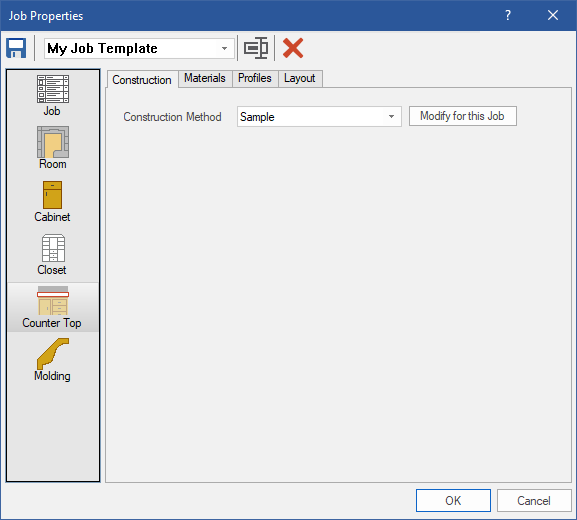 Job Properties
?
My Job Template
Job
Room
Cabinet
Closet
Counter Top
Molding
Construction Materials Profiles Layout
Construction Method Sample Modify for this Job
OK Cancel